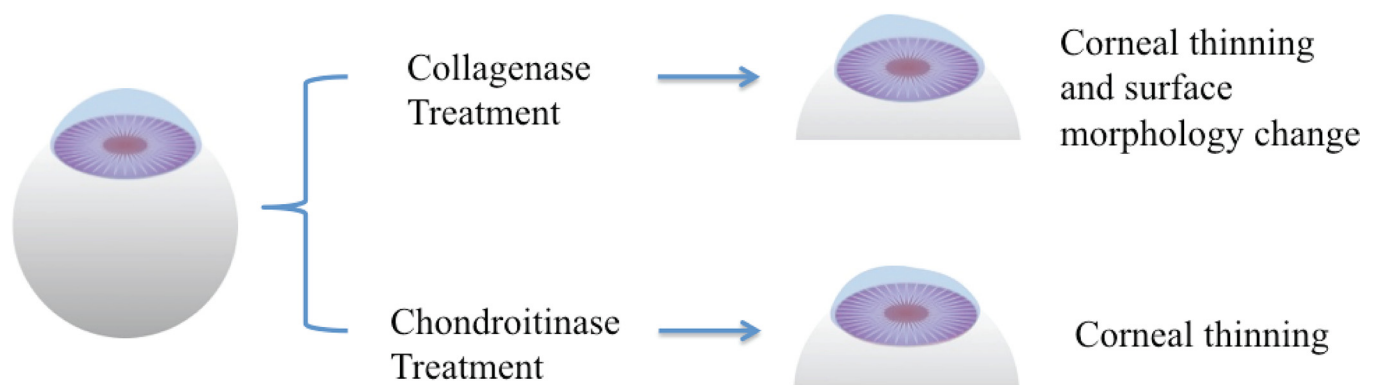 Collagenase
Treatment
Corneal thinning
and surface
morphology change
Chondroitinase
Treatment
Corneal thinning